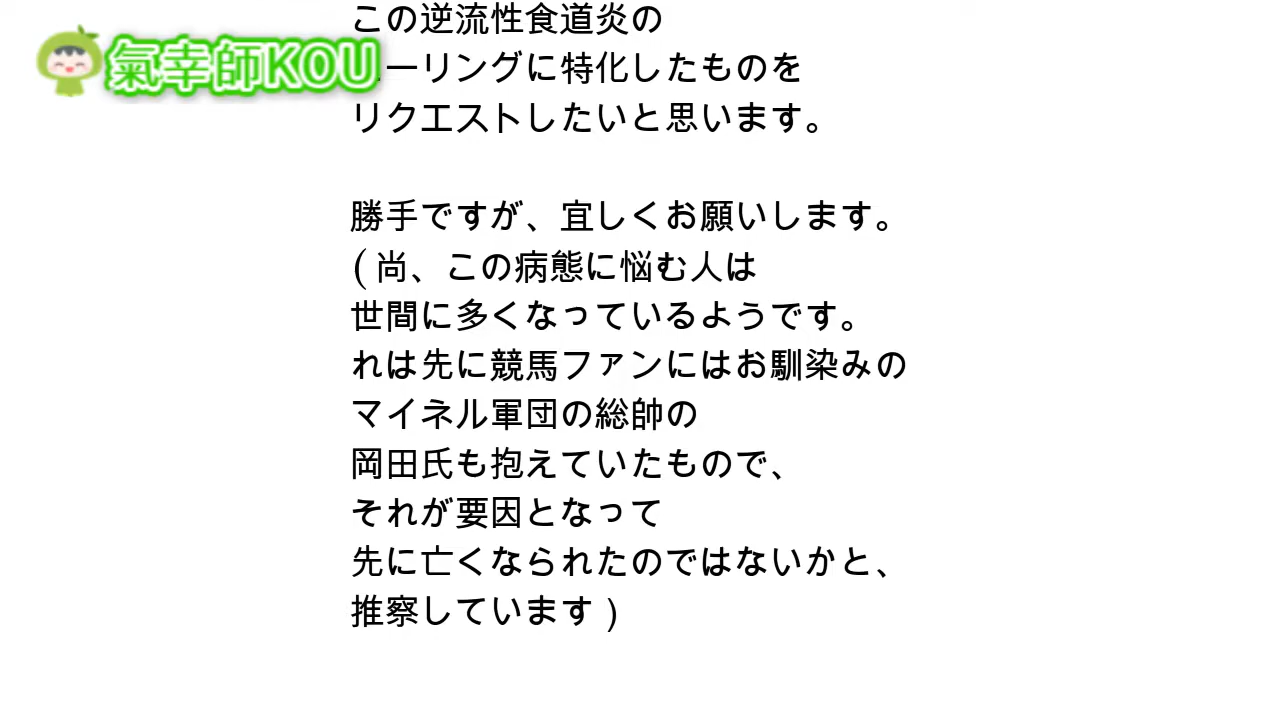 この逆流性食道炎の
氣幸師KOU
ーリングに特化したものを
リクエストしたいと思います。
勝手ですが、宜しくお願いします。
(尚、この病態に悩む人は
世間に多くなっているようです。
れは先に競馬ファンにはお馴染みの
マイネル軍団の総帥の
岡田氏も抱えていたもので、
それが要因となって
先に亡くなられたのではないかと、
推察しています)